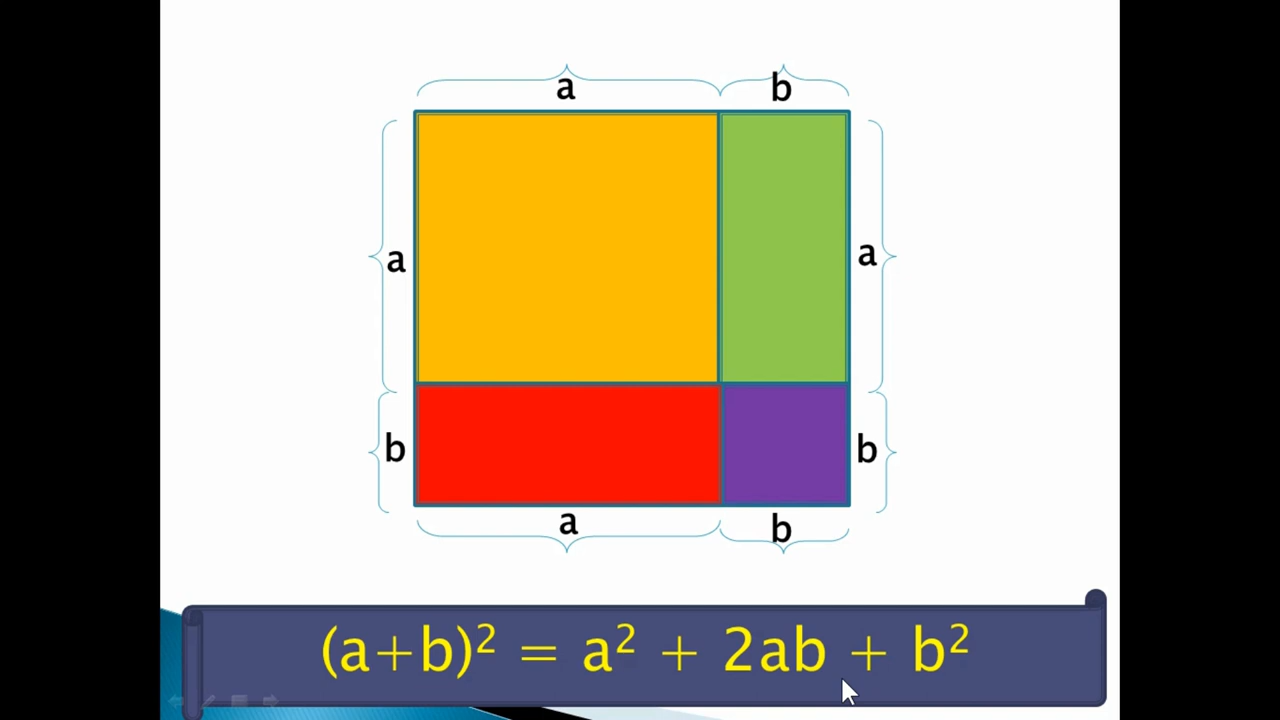 a b
a a
b b
a b
(a+b)² = a² + 2ab + b²